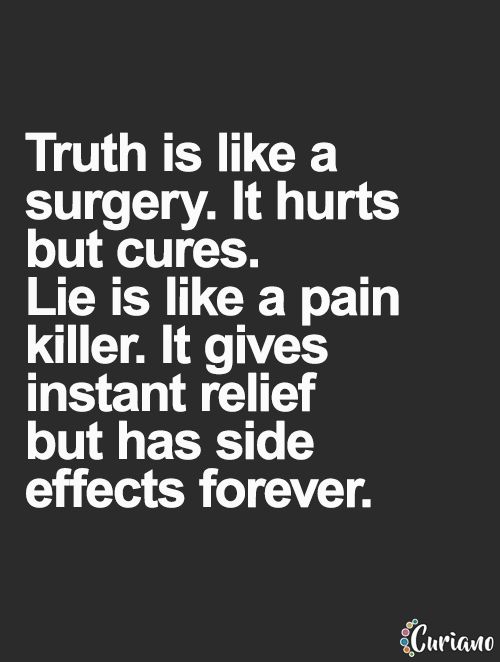 Truth is like a
surgery. It hurts
but cures.
Lie is like a pain
killer. It gives
instant relief
but has side
effects forever.
Curiano